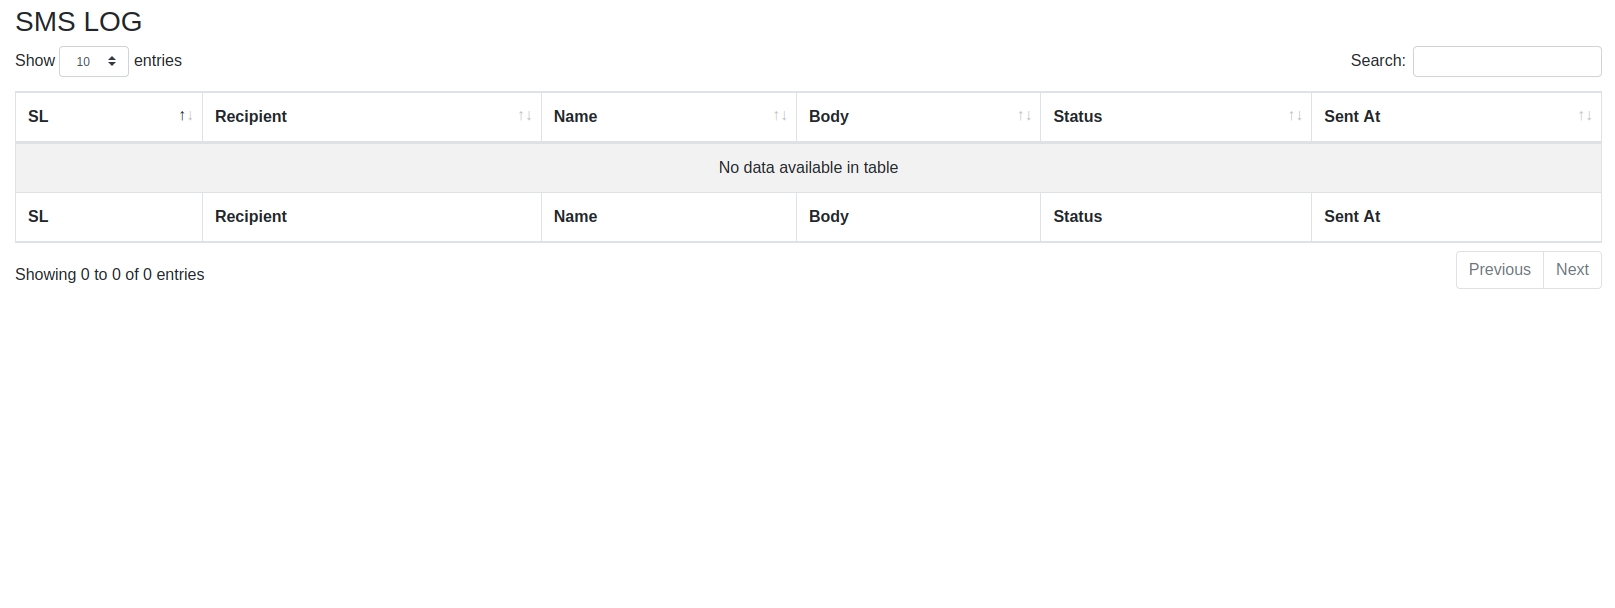 SMS LOG
Show 10 entries Search:
SL Recipient Name Body Status Sent At
No data available in table
SL Recipient Name Body Status Sent At
Showing 0 to 0 of 0 entries Previous Next